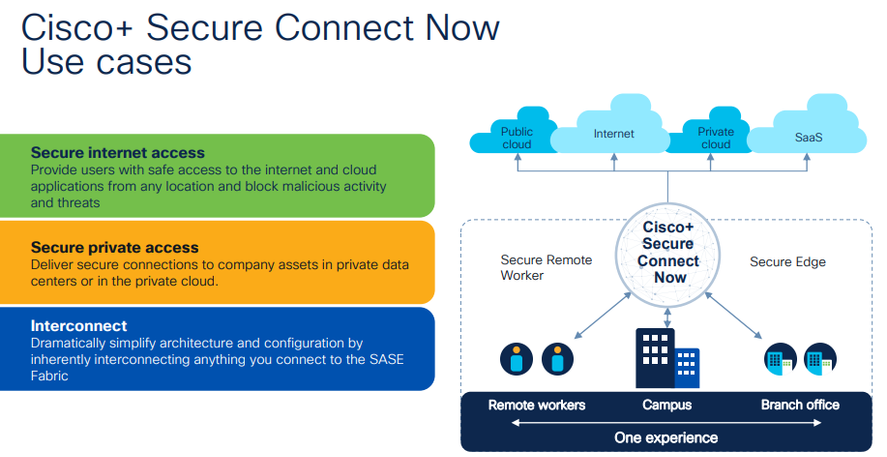 Cisco+ Secure Connect Now
Use cases
Secure internet access
Provide users with safe access to the internet and cloud
applications from any location and block malicious activity
and threats
Secure private access
Deliver secure connections to company assets in private data
centers or in the private cloud.
Interconnect
Dramatically simplify architecture and configuration by
inherently interconnecting anything you connect to the SASE
Fabric
Public
cloud
Internet
Private
cloud
SaaS
Cisco+
Secure
Connect
Now
Secure Remote
Worker
Secure Edge
Remote workers
Campus
Branch office
One experience